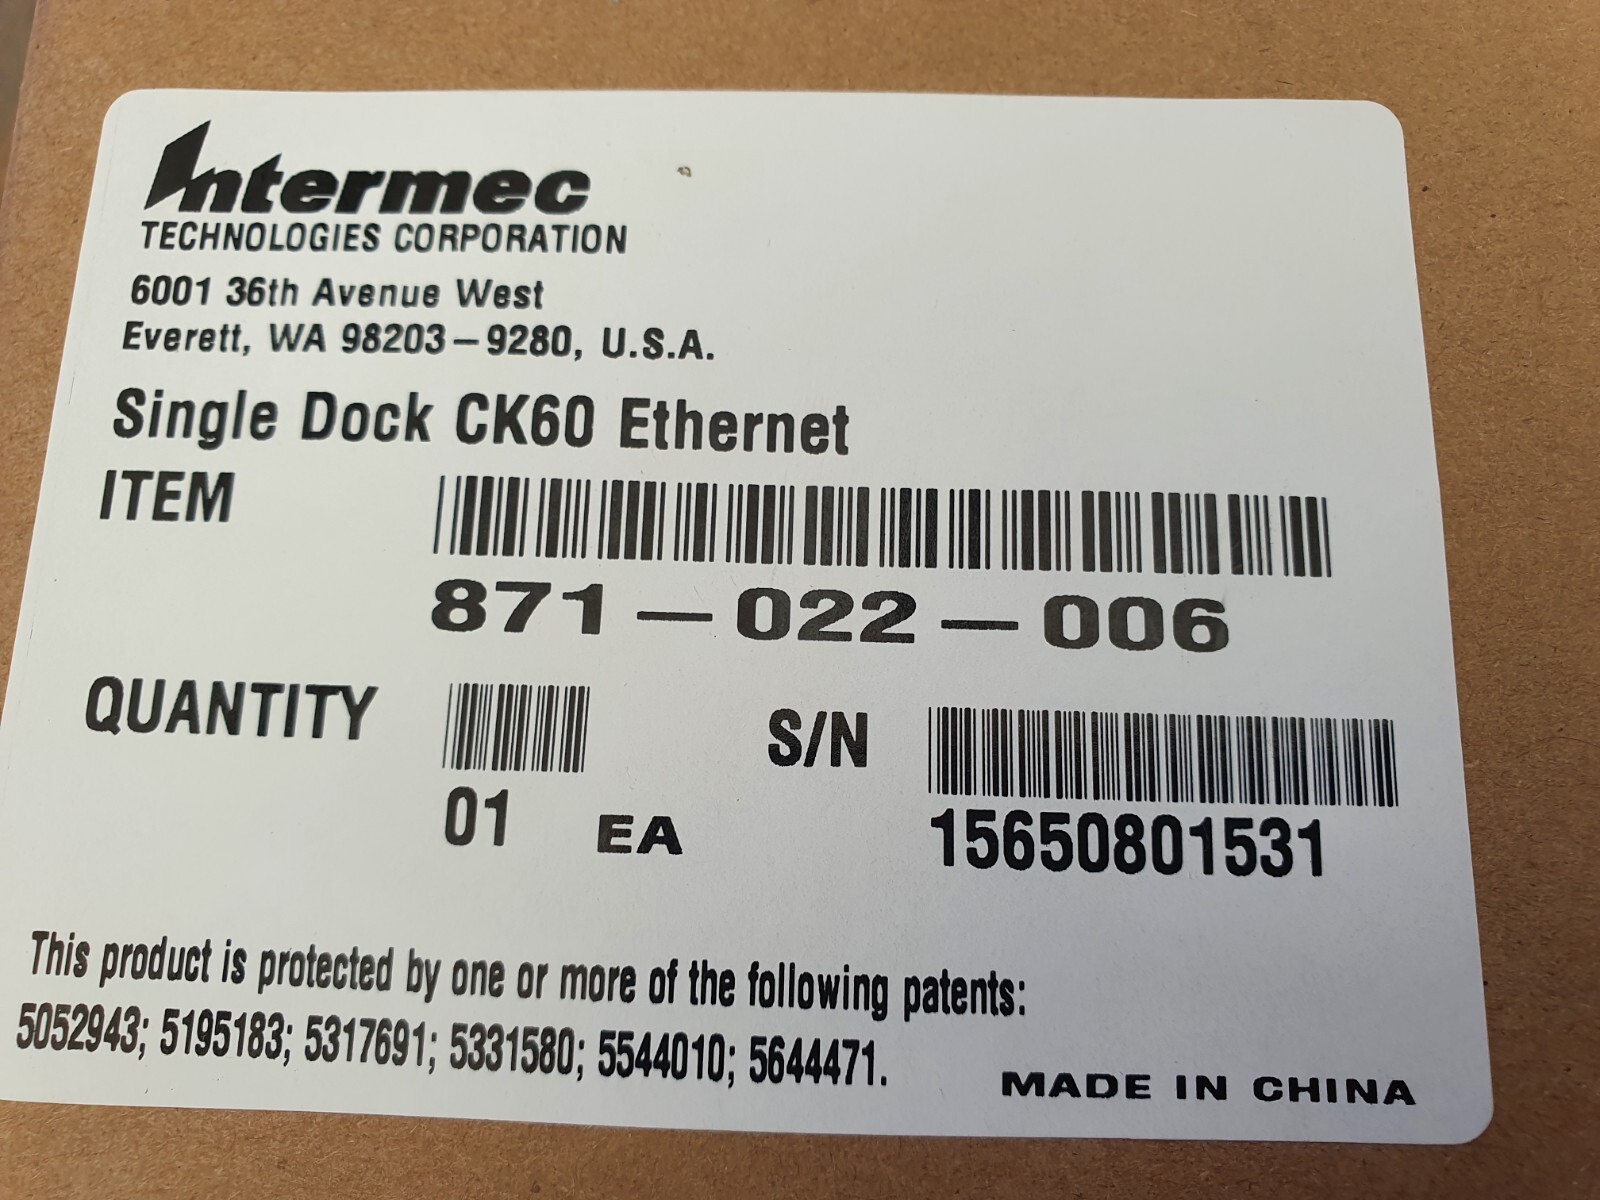 Intermec
TECHNOLOGIES CORPORATION
6001 36th Avenue West
Everett, WA 98203-9280, U.S.A.
Single Dock CK60 Ethernet
ITEM
871-022-006
QUANTITY
01 EA
S/N
15650801531
This product is protected by one or more of the following patents:
5052943; 5195183; 5317691; 5331580; 5544010; 5644471.
MADE IN CHINA